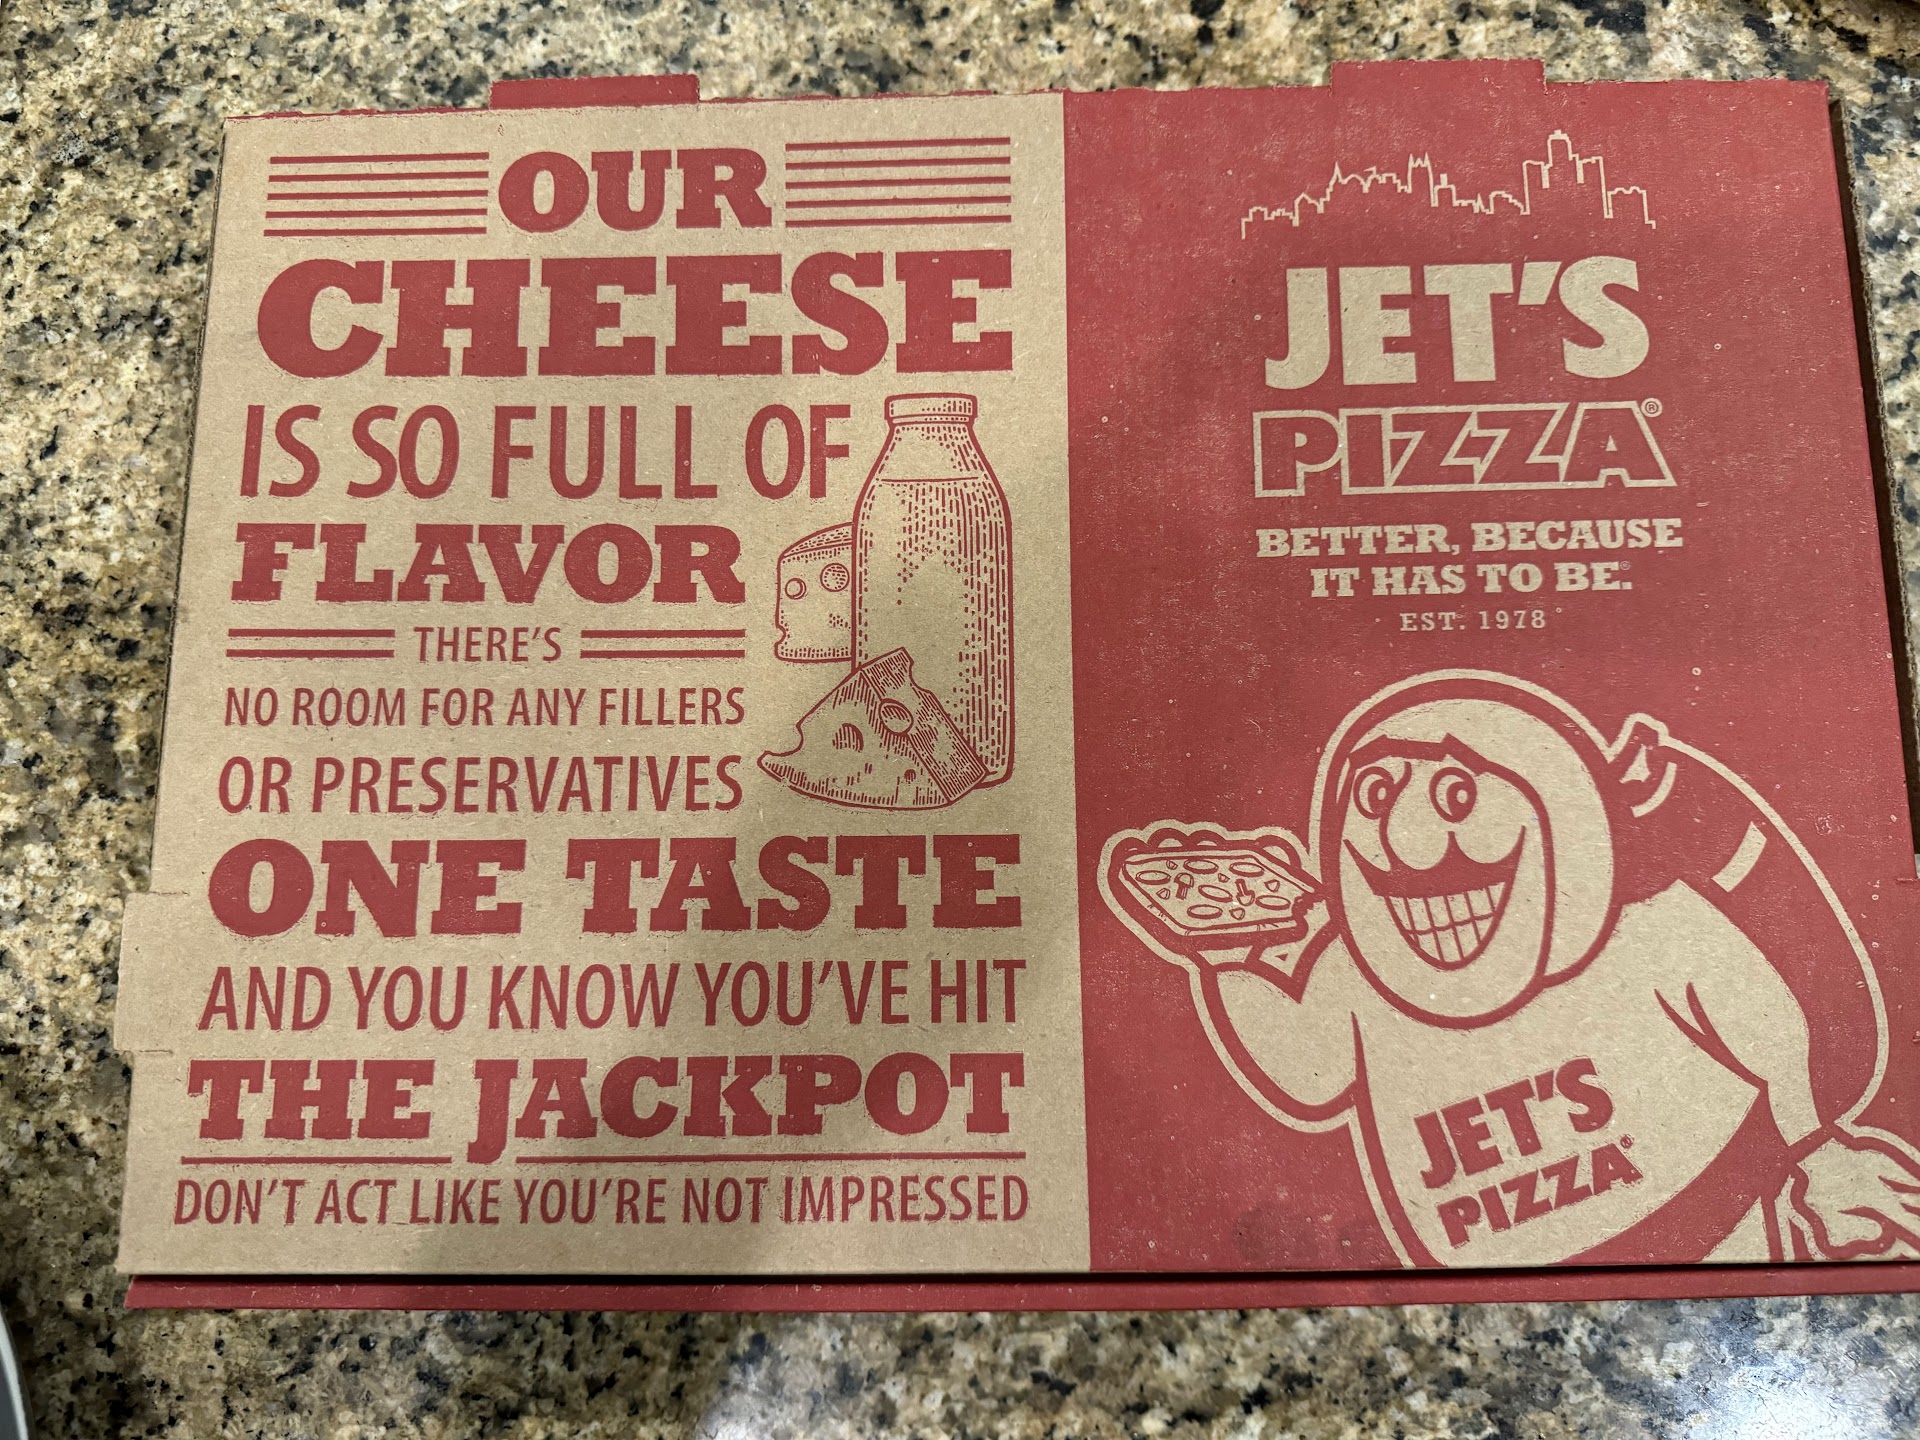 OUR
CHEESE
IS SO FULL OF
FLAVOR
THERE'S
NO ROOM FOR ANY FILLERS
OR PRESERVATIVES
ONE TASTE
AND YOU KNOW YOU'VE HIT
THE JACKPOT
DON'T ACT LIKE YOU'RE NOT IMPRESSED
JET'S
PIZZA®
BETTER, BECAUSE
IT HAS TO BE.®
EST. 1978
JET'S
PIZZA®